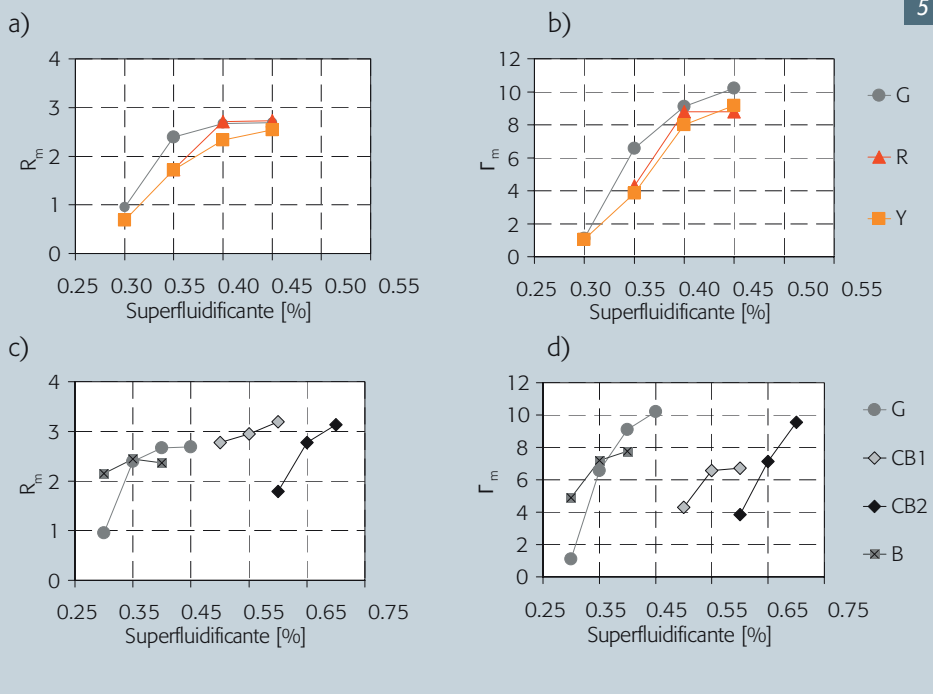 5
a)
b)
4
3
2
1
0
R_m
0.25 0.30 0.35 0.40 0.45 0.50 0.55
Superfluidificante [%]
12
10
8
6
4
2
0
Γ_m
0.25 0.30 0.35 0.40 0.45 0.50 0.55
Superfluidificante [%]
G
R
Y
c)
d)
4
3
2
1
0
R_m
0.25 0.35 0.45 0.55 0.65 0.75
Superfluidificante [%]
12
10
8
6
4
2
0
Γ_m
0.25 0.35 0.45 0.55 0.65 0.75
Superfluidificante [%]
G
CB1
CB2
B